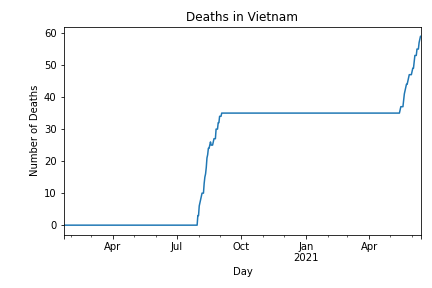 Deaths in Vietnam
Number of Deaths
60
50
40
30
20
10
0
Apr
Jul
Oct
Jan
2021
Apr
Day